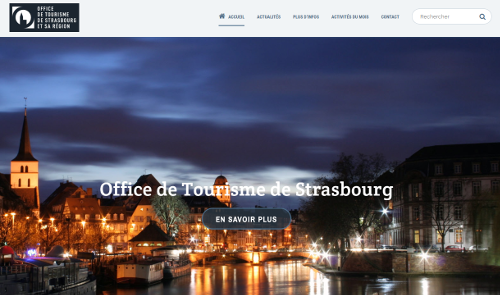 OFFICE
DE TOURISME
DE STRASBOURG
ET SA RÉGION
ACCUEIL ACTUALITÉS PLUS D'INFOS ACTIVITÉS DU MOIS CONTACT Rechercher
Office de Tourisme de Strasbourg
EN SAVOIR PLUS